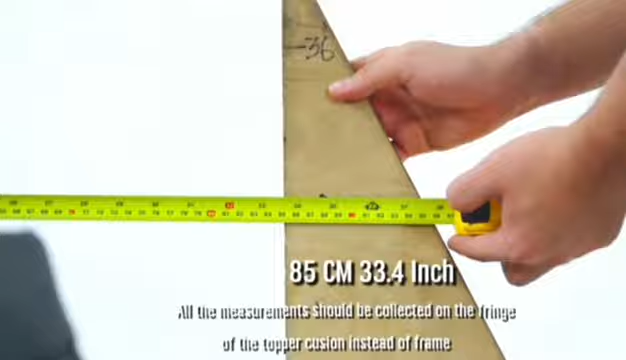 -36
85 CM 33.4 Inch
All the measurements should be collected on the fringe
of the topper cusion instead of frame